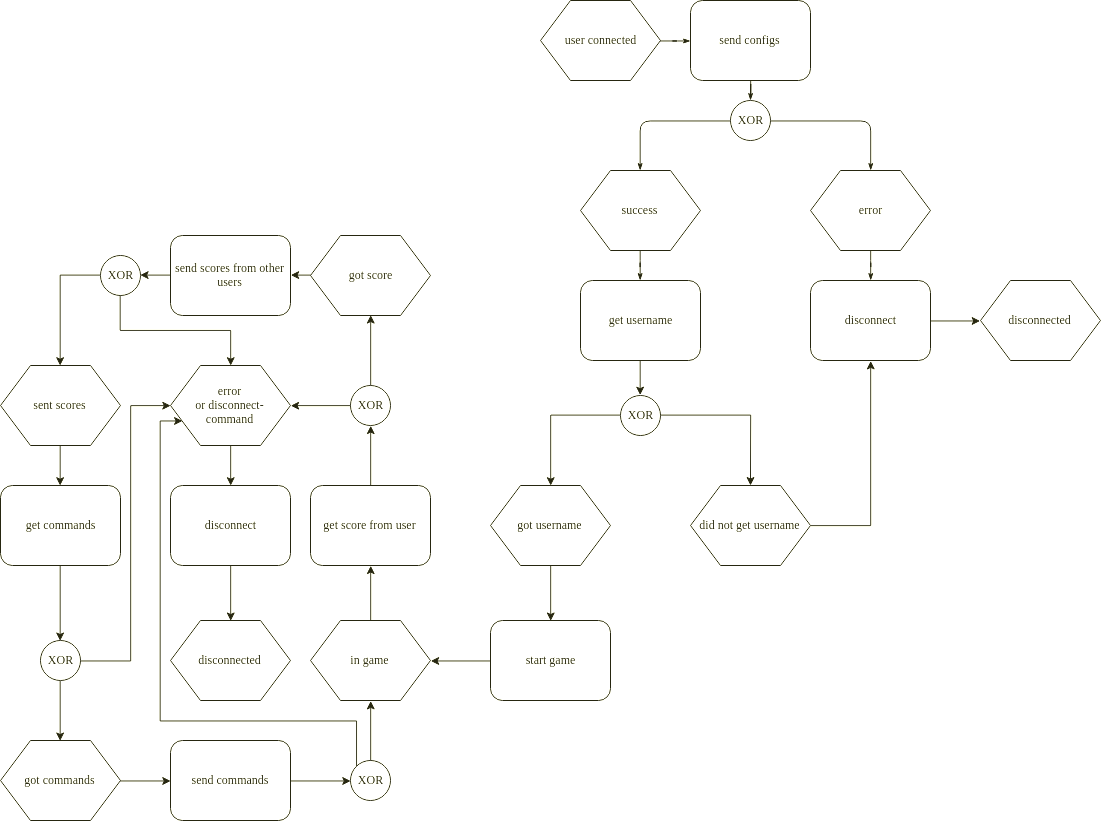 user connected
send configs
XOR
success
error
send scores from other
users
got score
XOR
get username
disconnect
disconnected
sent scores
error
or disconnect-
command
XOR
XOR
get commands
disconnect
get score from user
got username
did not get username
XOR
disconnected
in game
start game
got commands
send commands
XOR